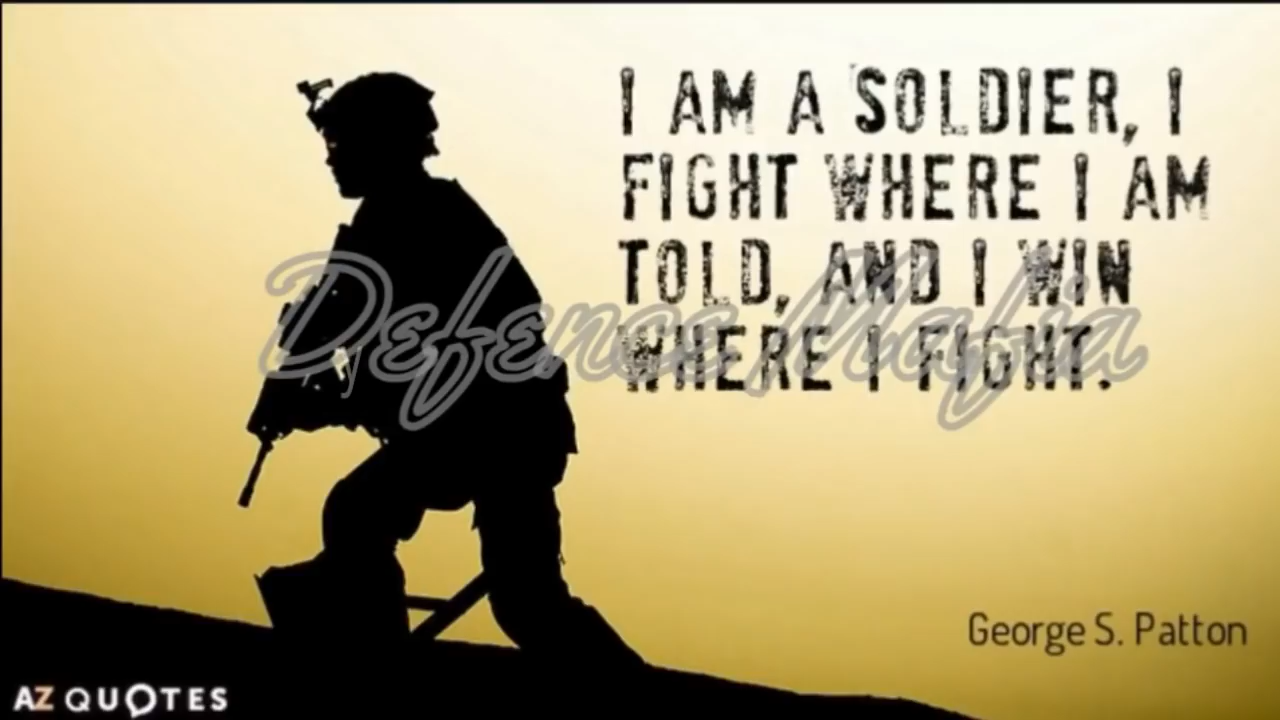 I AM A SOLDIER, I
FIGHT WHERE I AM
TOLD, AND I WIN
WHERE I FIGHT.
Defence Mafia
George S. Patton
AZ QUOTES